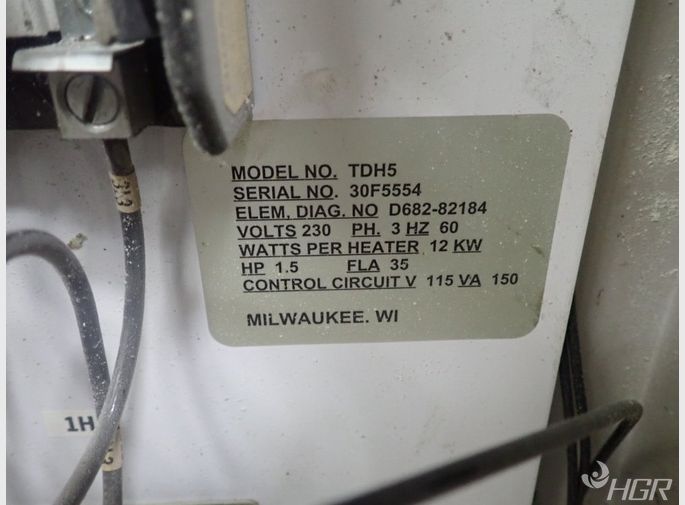 MODEL NO. TDH5
SERIAL NO. 30F5554
ELEM, DIAG. NO D682-82184
VOLTS 230 PH. 3 HZ 60
WATTS PER HEATER 12 KW
HP 1.5 FLA 35
CONTROL CIRCUIT V 115 VA 150
MILWAUKEE. WI
1H
HGR